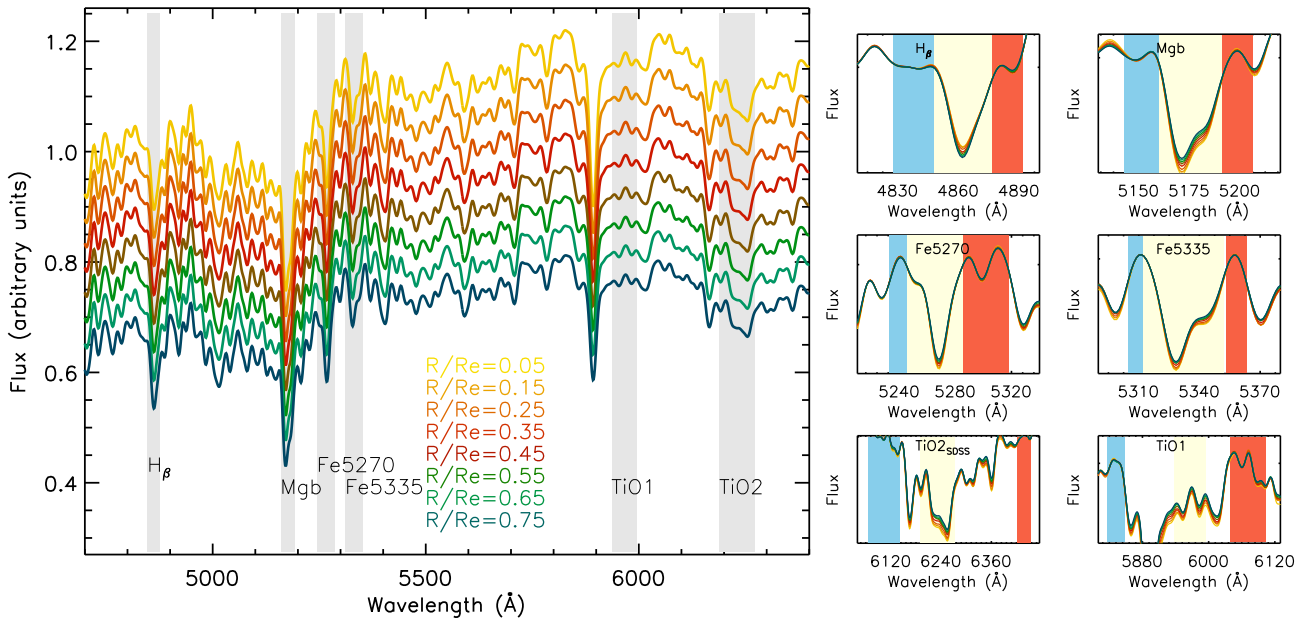 Flux (arbitrary units)
1.2
1.0
0.8
0.6
0.4
R/Re=0.05
R/Re=0.15
R/Re=0.25
R/Re=0.35
R/Re=0.45
R/Re=0.55
R/Re=0.65
R/Re=0.75
Hβ
Mgb
Fe5270
Fe5335
TiO1
TiO2
5000 5500 6000
Wavelength (Å)
Hβ
Flux
4830 4860 4890
Wavelength (Å)
Mgb
Flux
5150 5175 5200
Wavelength (Å)
Fe5270
Flux
5240 5280 5320
Wavelength (Å)
Fe5335
Flux
5310 5340 5370
Wavelength (Å)
TiO2SDSS
Flux
6120 6240 6360
Wavelength (Å)
TiO1
Flux
5880 6000 6120
Wavelength (Å)